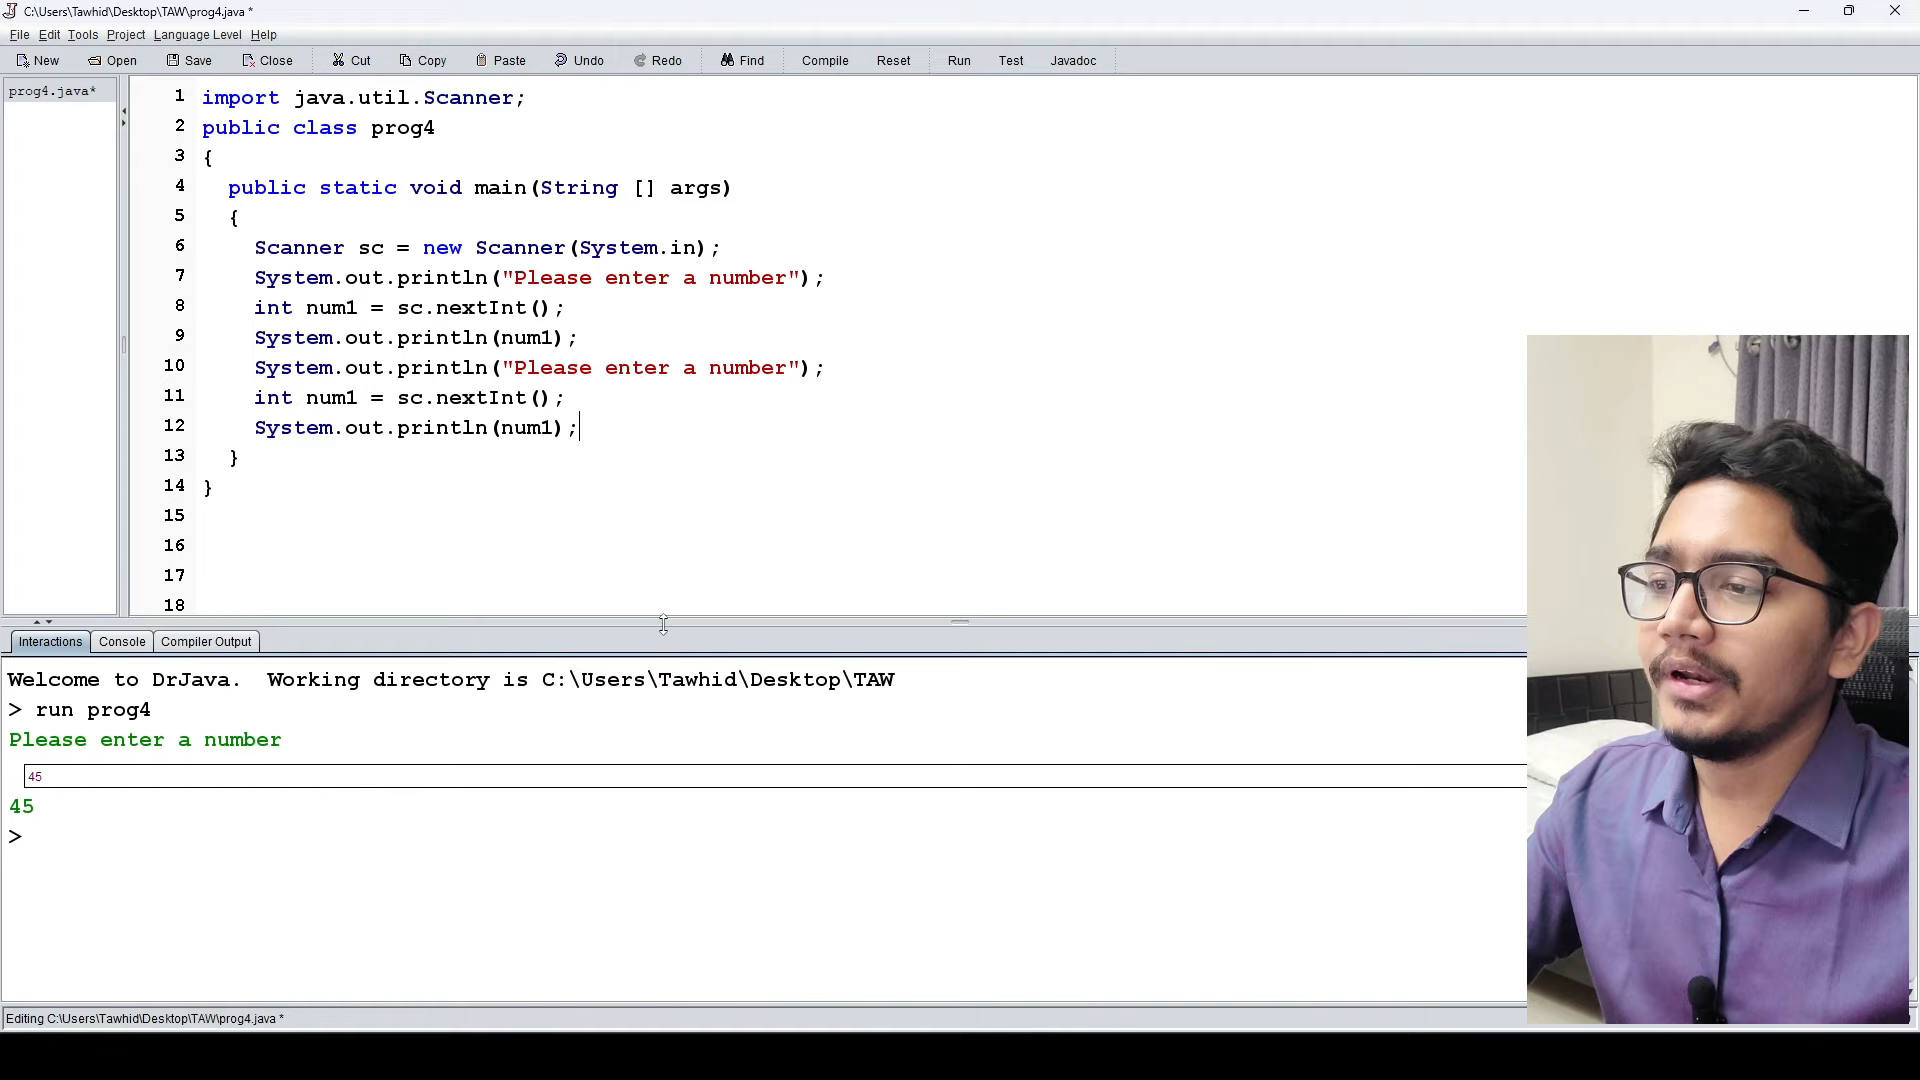 C:\Users\Tawhid\Desktop\TAW\prog4.java *
File Edit Tools Project Language Level Help
New Open Save Close Cut Copy Paste Undo Redo Find Compile Reset Run Test Javadoc
prog4.java*
1 import java.util.Scanner;
2 public class prog4
3 {
4 public static void main(String [] args)
5 {
6 Scanner sc = new Scanner(System.in);
7 System.out.println("Please enter a number");
8 int num1 = sc.nextInt();
9 System.out.println(num1);
10 System.out.println("Please enter a number");
11 int num1 = sc.nextInt();
12 System.out.println(num1);
13 }
14 }
15
16
17
18
Interactions Console Compiler Output
Welcome to DrJava. Working directory is C:\Users\Tawhid\Desktop\TAW
> run prog4
Please enter a number
45
45
>
Editing C:\Users\Tawhid\Desktop\TAW\prog4.java *